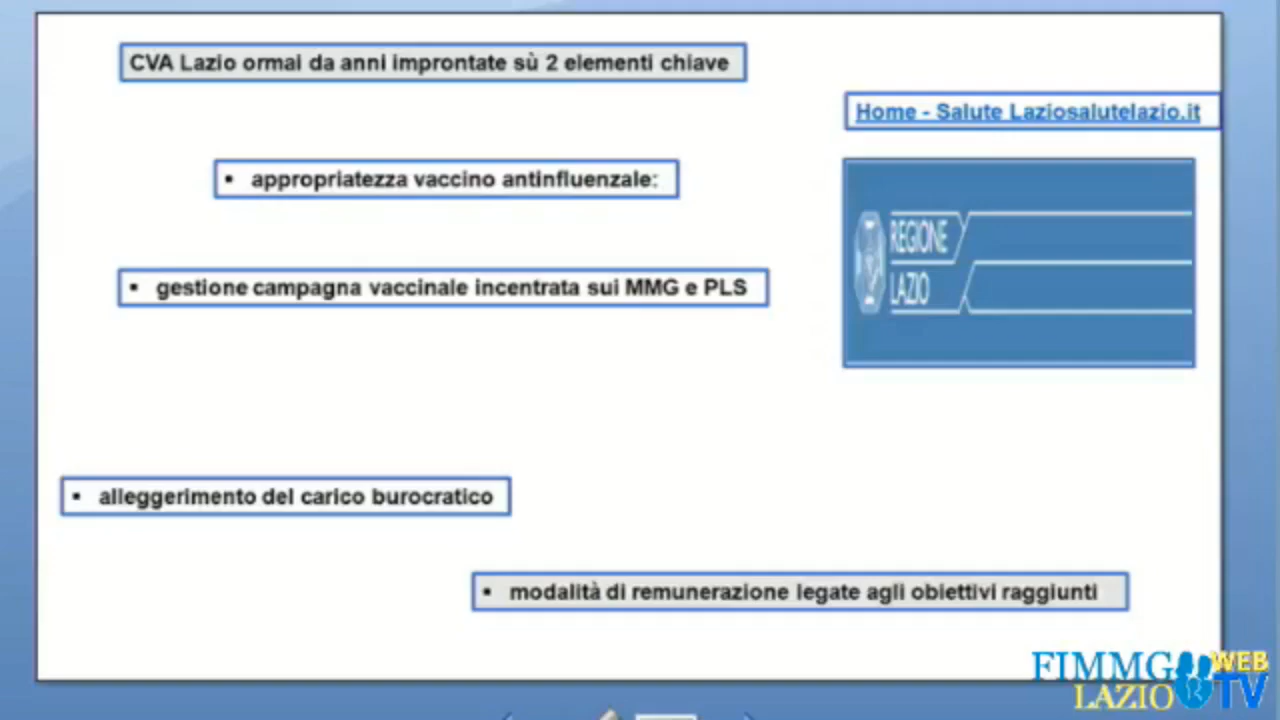 CVA Lazio ormai da anni improntate sù 2 elementi chiave
Home - Salute Laziosalutelazio.it
▪ appropriatezza vaccino antinfluenzale:
REGIONE
LAZIO
▪ gestione campagna vaccinale incentrata sui MMG e PLS
▪ alleggerimento del carico burocratico
▪ modalità di remunerazione legate agli obiettivi raggiunti
FIMMG WEB
LAZIO TV